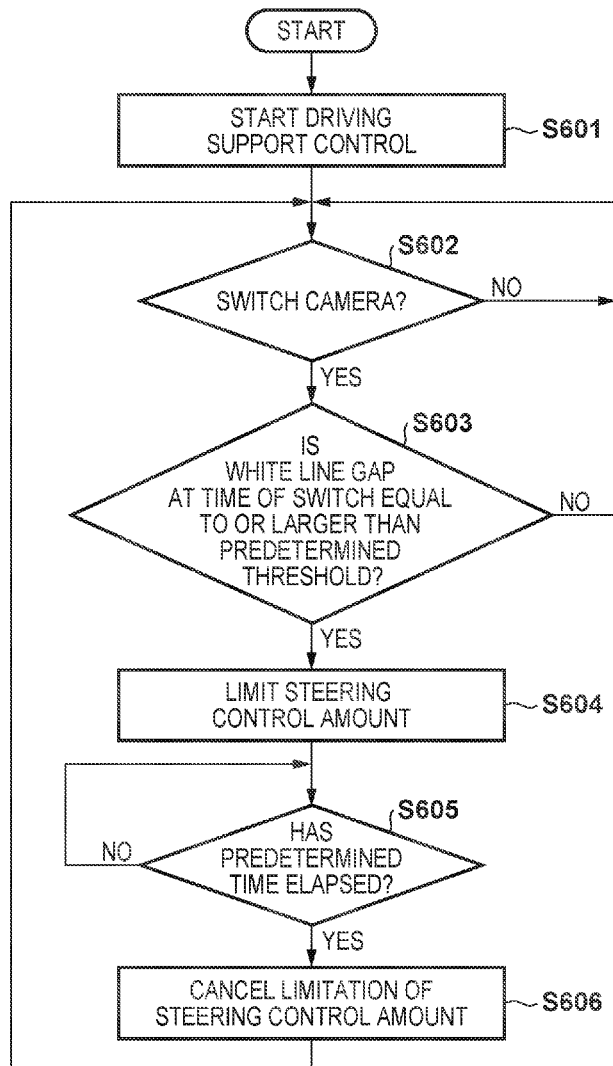 START
START DRIVING
SUPPORT CONTROL
S601
S602
SWITCH CAMERA?
NO
YES
S603
IS
WHITE LINE GAP
AT TIME OF SWITCH EQUAL
TO OR LARGER THAN
PREDETERMINED
THRESHOLD?
NO
YES
LIMIT STEERING
CONTROL AMOUNT
S604
S605
HAS
PREDETERMINED
TIME ELAPSED?
NO
YES
CANCEL LIMITATION OF
STEERING CONTROL AMOUNT
S606